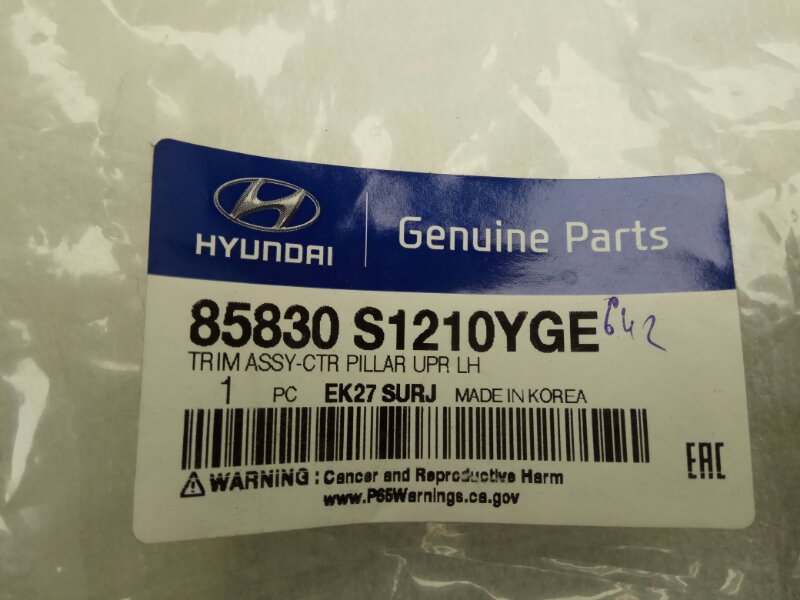 HYUNDAI Genuine Parts
85830 S1210YGE 642
TRIM ASSY-CTR PILLAR UPR LH
1 PC EK27 SURJ MADE IN KOREA
EAC
⚠ WARNING : Cancer and Reproductive Harm
www.P65Warnings.ca.gov